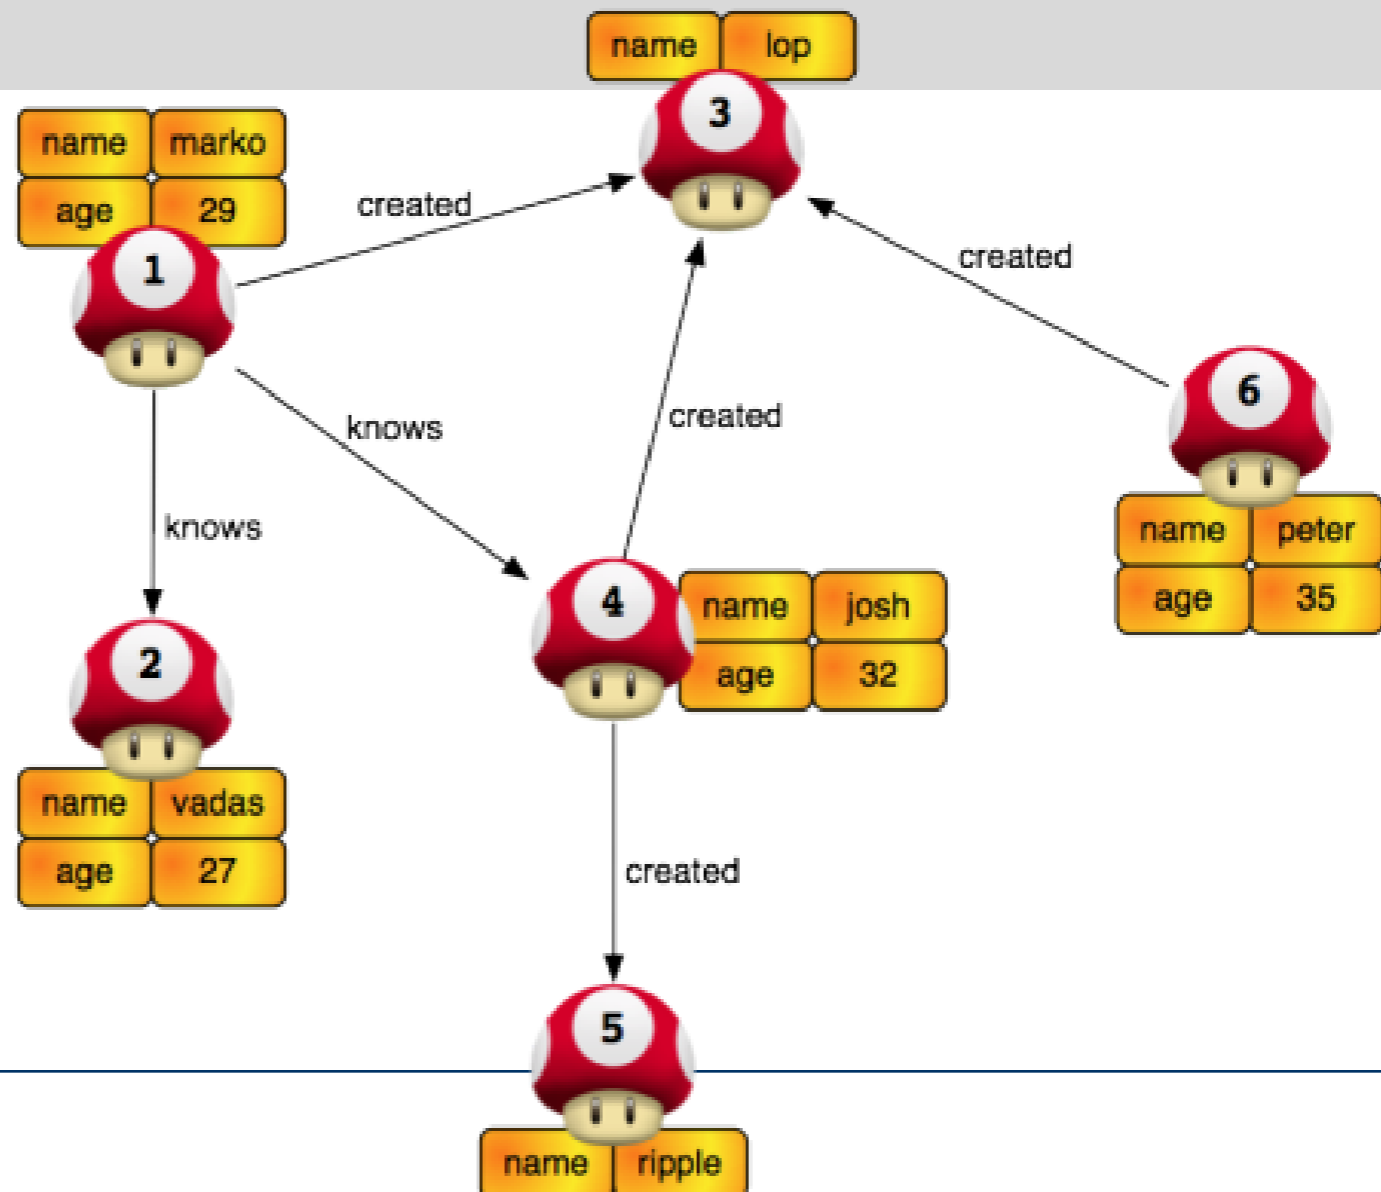 name lop
3
name marko
age 29
1
created
created
knows
created
6
knows
name peter
age 35
4
name josh
age 32
2
name vadas
age 27
created
5
name ripple